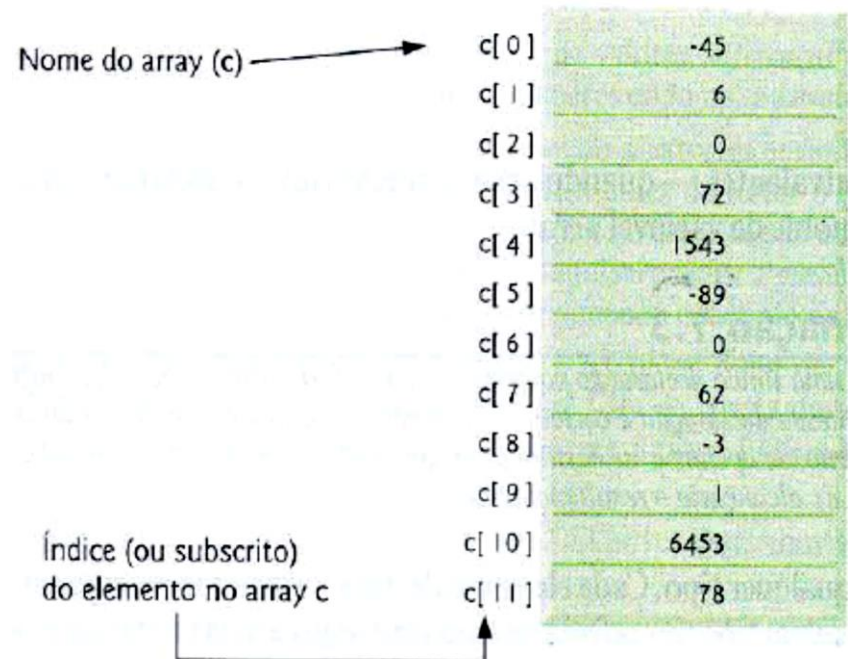 Nome do array (c)
c[ 0 ] -45
c[ 1 ] 6
c[ 2 ] 0
c[ 3 ] 72
c[ 4 ] 1543
c[ 5 ] -89
c[ 6 ] 0
c[ 7 ] 62
c[ 8 ] -3
c[ 9 ] 1
c[ 10 ] 6453
c[ 11 ] 78
Índice (ou subscrito)
do elemento no array c